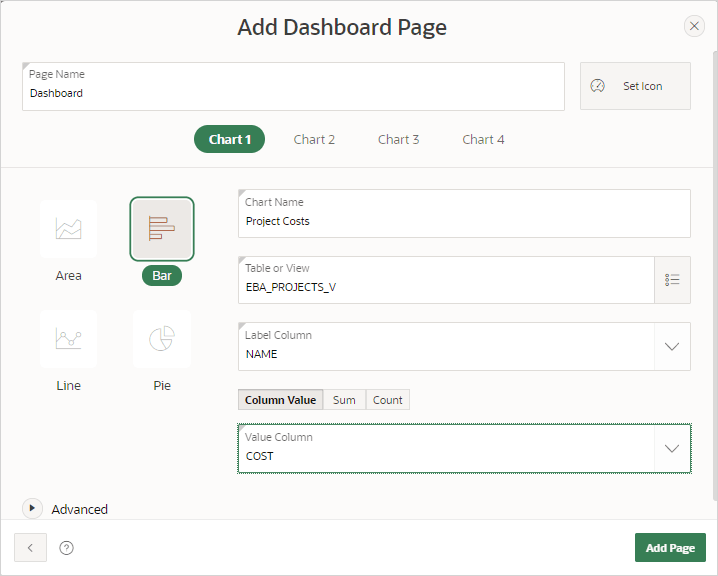 Add Dashboard Page
Page Name
Dashboard
Set Icon
Chart 1 Chart 2 Chart 3 Chart 4
Area
Bar
Line
Pie
Chart Name
Project Costs
Table or View
EBA_PROJECTS_V
Label Column
NAME
Column Value Sum Count
Value Column
COST
Advanced
Add Page